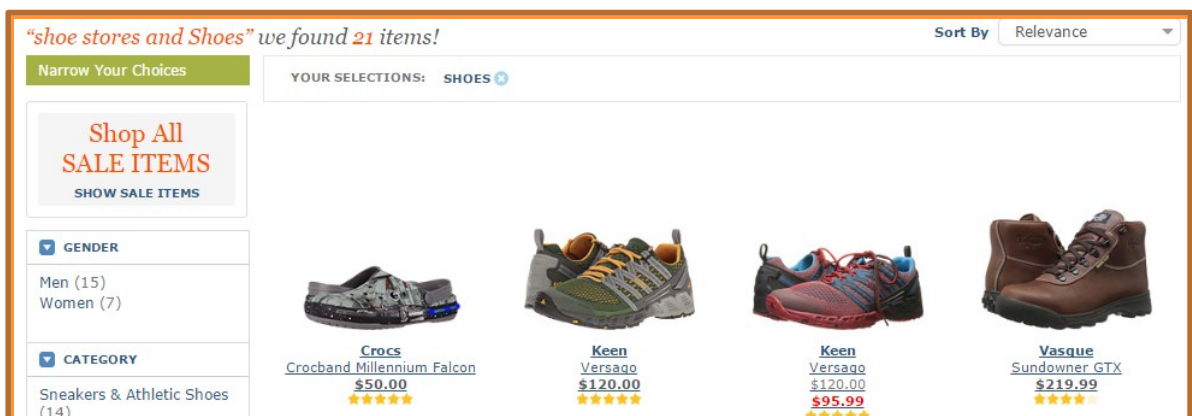 “shoe stores and Shoes” we found 21 items!
Sort By Relevance
Narrow Your Choices
YOUR SELECTIONS: SHOES
Shop All
SALE ITEMS
SHOW SALE ITEMS
GENDER
Men (15)
Women (7)
CATEGORY
Sneakers & Athletic Shoes
(14)
Crocs
Crocband Millennium Falcon
$50.00
Keen
Versago
$120.00
Keen
Versago
$120.00
$95.99
Vasque
Sundowner GTX
$219.99